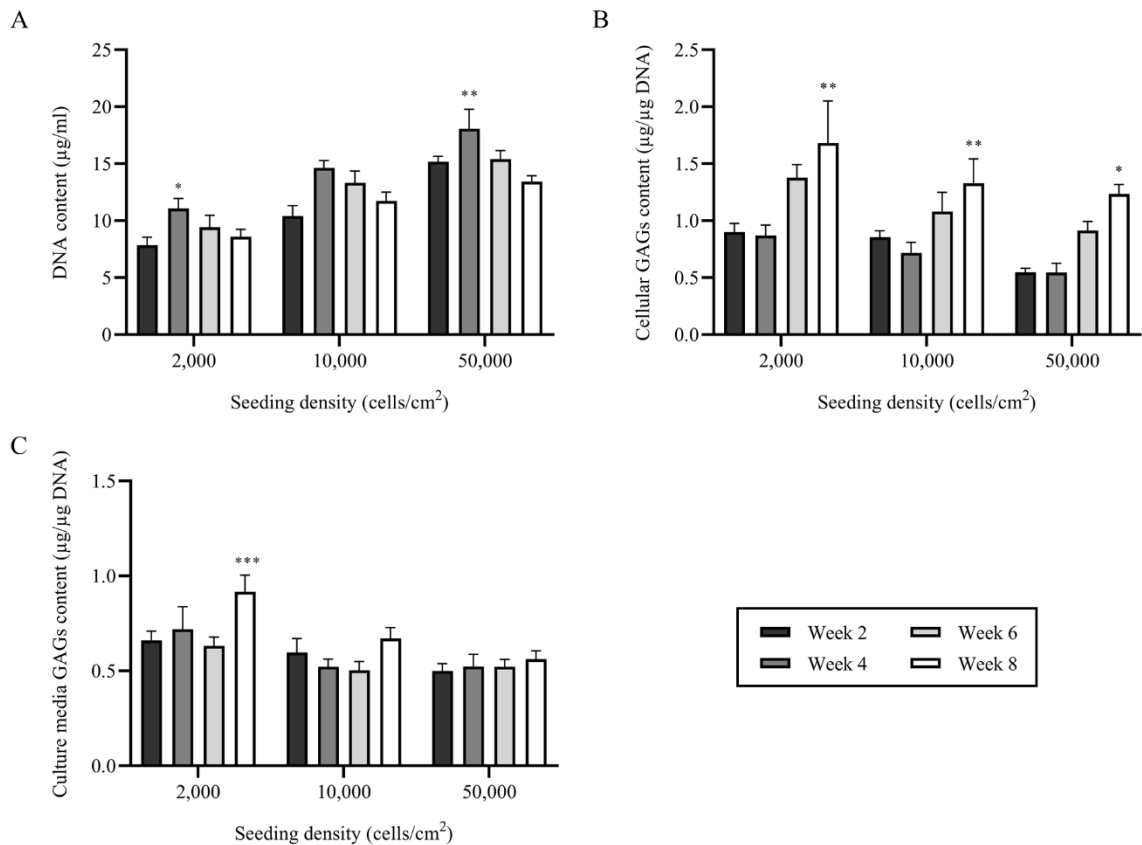 A
DNA content (µg/ml)
25
20
15
10
5
0
*
**
2,000
10,000
50,000
Seeding density (cells/cm²)
B
Cellular GAGs content (µg/µg DNA)
2.5
2.0
1.5
1.0
0.5
0.0
**
**
*
2,000
10,000
50,000
Seeding density (cells/cm²)
C
Culture media GAGs content (µg/µg DNA)
1.5
1.0
0.5
0.0
***
2,000
10,000
50,000
Seeding density (cells/cm²)
Week 2
Week 6
Week 4
Week 8